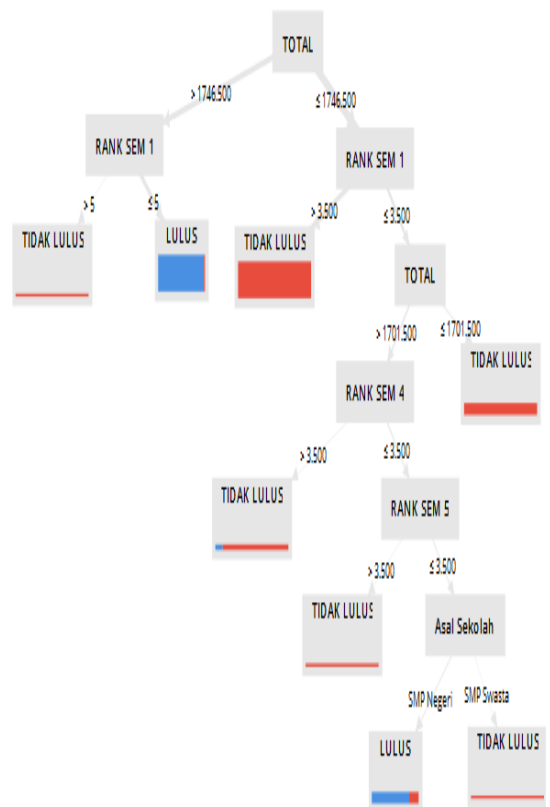 TOTAL
> 1746.500
≤ 1746.500
RANK SEM 1
RANK SEM 1
> 5
≤ 5
> 3.500
≤ 3.500
TIDAK LULUS
LULUS
TIDAK LULUS
TOTAL
> 1701.500
≤ 1701.500
RANK SEM 4
TIDAK LULUS
> 3.500
≤ 3.500
TIDAK LULUS
RANK SEM 5
> 3.500
≤ 3.500
TIDAK LULUS
Asal Sekolah
SMP Negeri
SMP Swasta
LULUS
TIDAK LULUS